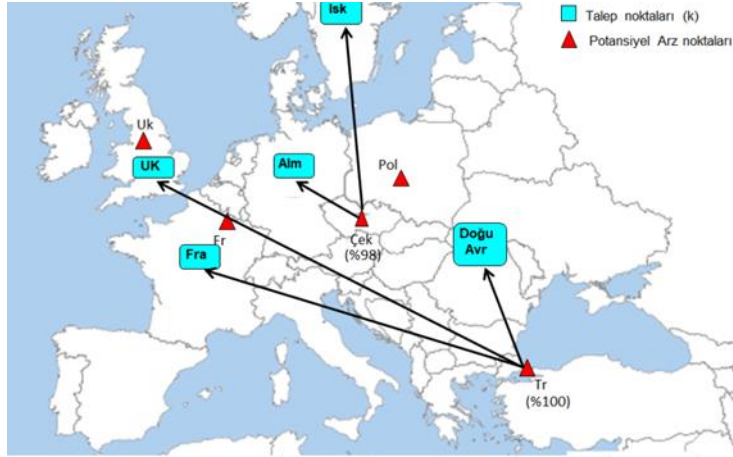 Isk
Talep noktaları (k)
Potansiyel Arz noktaları
Uk
UK
Alm
Pol
Fr
Çek
(%98)
Fra
Doğu
Avr
Tr
(%100)